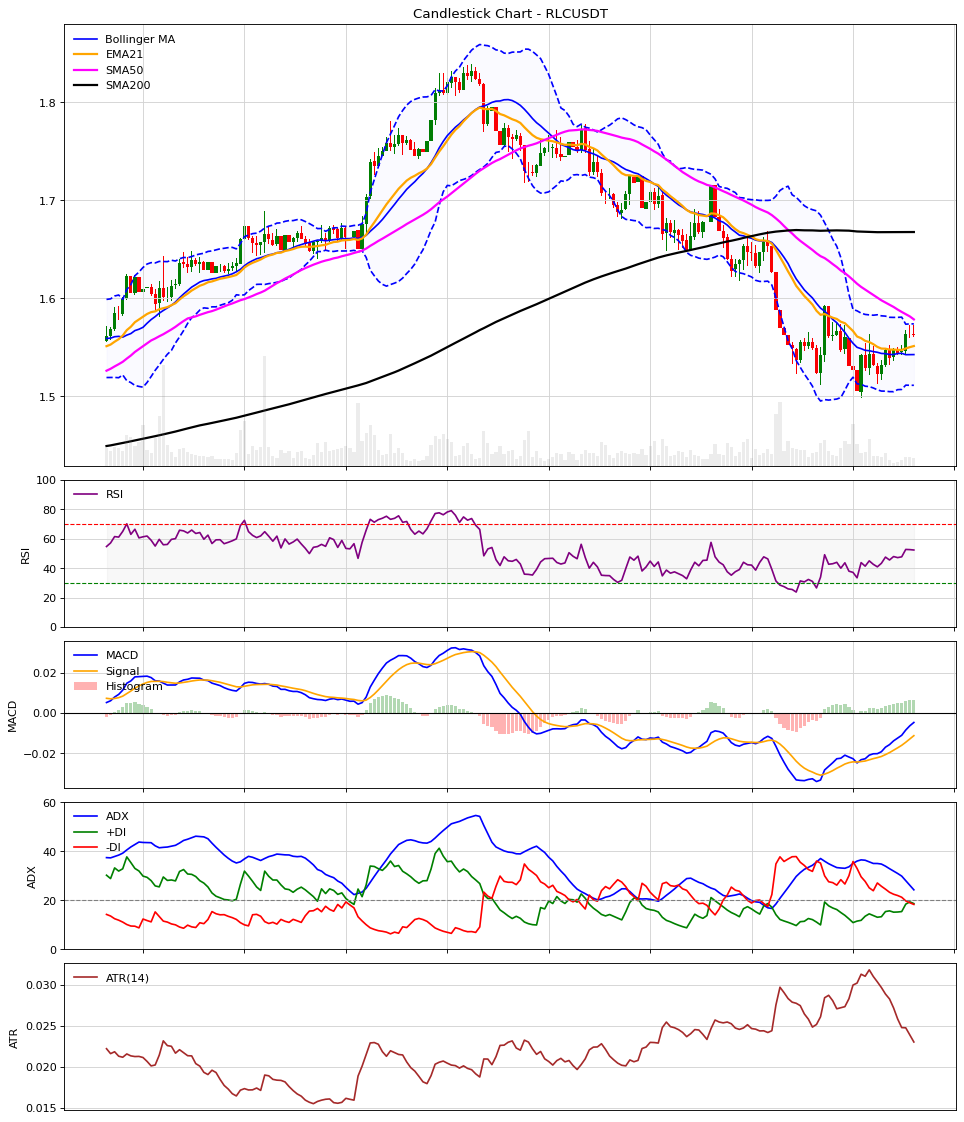 Candlestick Chart - RLCUSDT
Bollinger MA
EMA21
SMA50
SMA200
1.8
1.7
1.6
1.5
RSI
100
80
60
40
20
0
RSI
MACD
Signal
Histogram
0.02
0.00
−0.02
MACD
ADX
+DI
-DI
60
40
20
0
ADX
ATR(14)
0.030
0.025
0.020
0.015
ATR